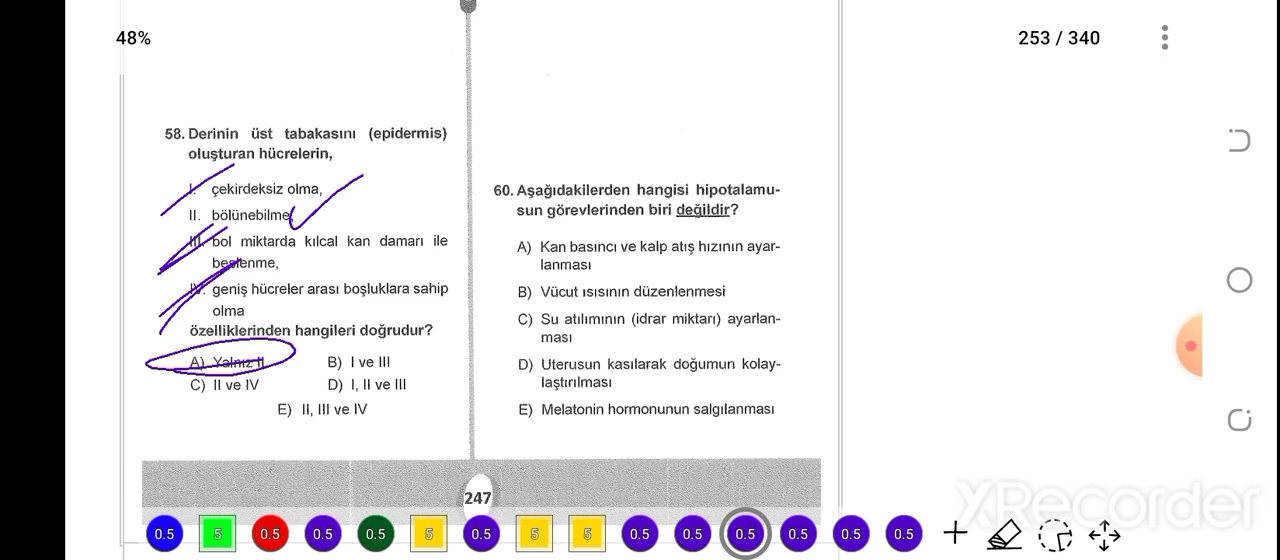 48%
253 / 340
58. Derinin üst tabakasını (epidermis)
oluşturan hücrelerin,
I. çekirdeksiz olma,
II. bölünebilme,
III. bol miktarda kılcal kan damarı ile
beslenme,
IV. geniş hücreler arası boşluklara sahip
olma
özelliklerinden hangileri doğrudur?
A) Yalnız II
B) I ve III
C) II ve IV
D) I, II ve III
E) II, III ve IV
60. Aşağıdakilerden hangisi hipotalamu-
sun görevlerinden biri değildir?
A) Kan basıncı ve kalp atış hızının ayar-
lanması
B) Vücut ısısının düzenlenmesi
C) Su atılımının (idrar miktarı) ayarlan-
ması
D) Uterusun kasılarak doğumun kolay-
laştırılması
E) Melatonin hormonunun salgılanması
247
0.5 5 0.5 0.5 0.5 5 0.5 5 5 0.5 0.5 0.5 0.5 0.5 0.5
XRecorder